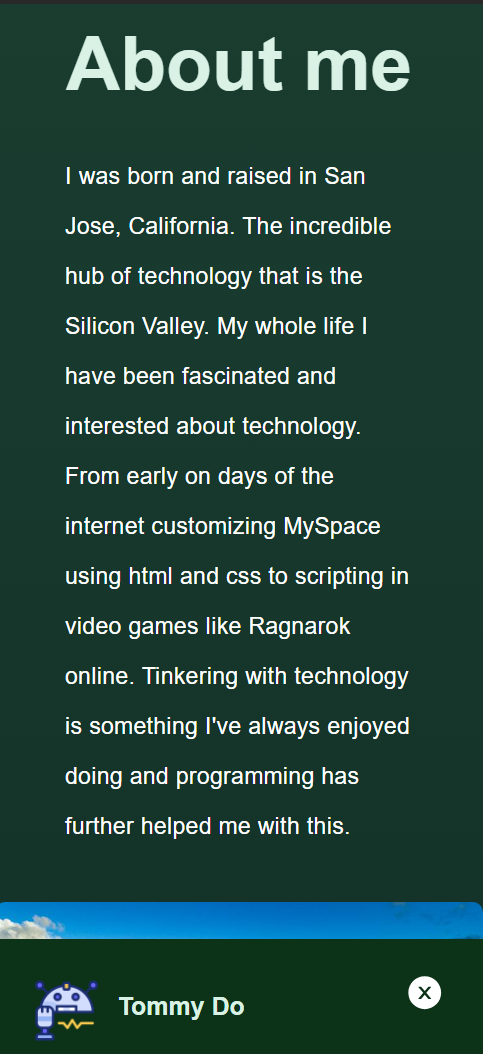 About me
I was born and raised in San
Jose, California. The incredible
hub of technology that is the
Silicon Valley. My whole life I
have been fascinated and
interested about technology.
From early on days of the
internet customizing MySpace
using html and css to scripting in
video games like Ragnarok
online. Tinkering with technology
is something I've always enjoyed
doing and programming has
further helped me with this.
Tommy Do